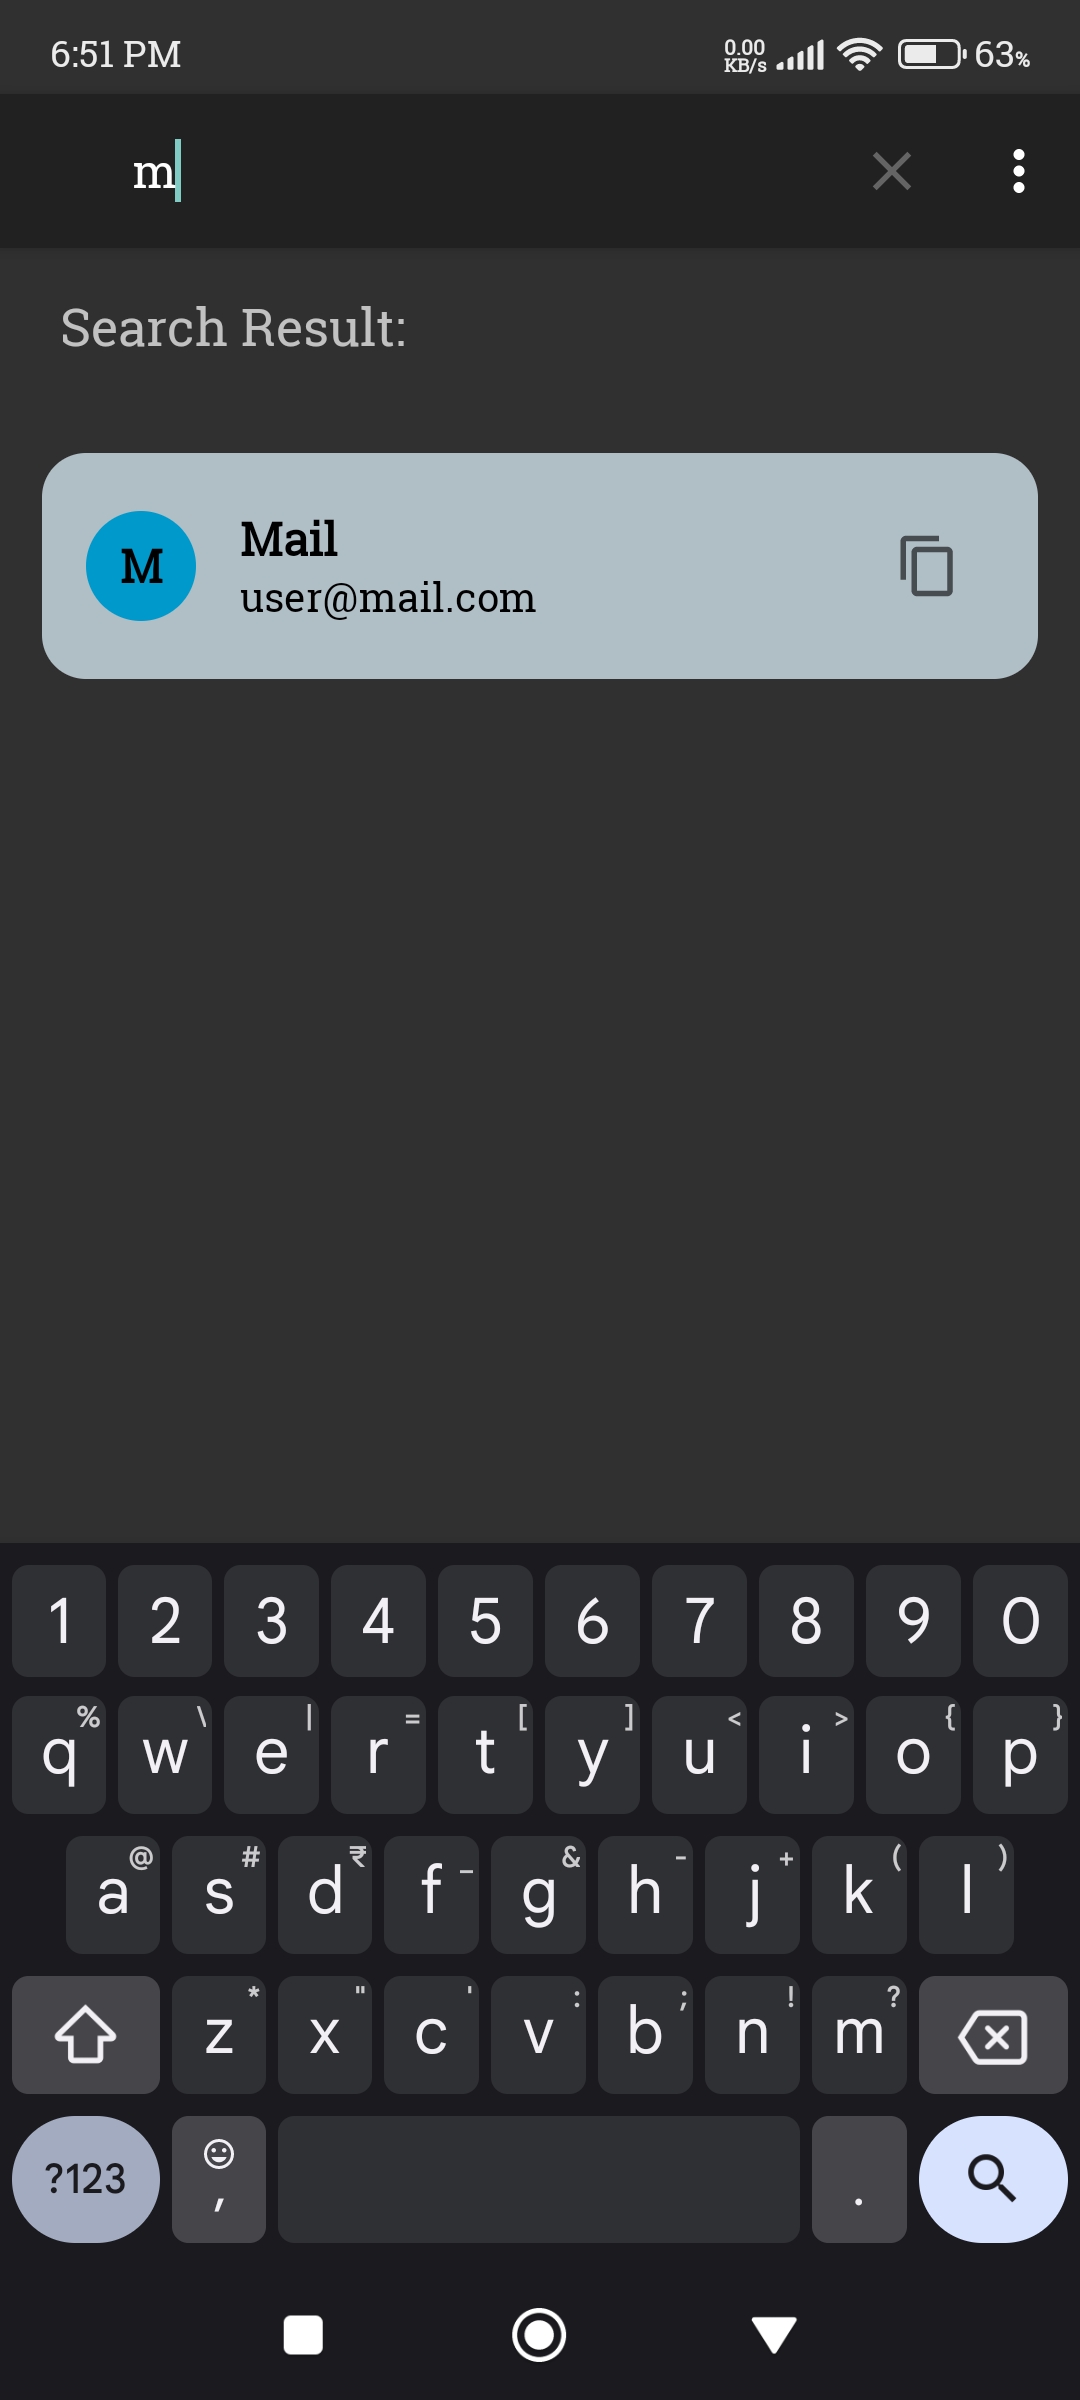 6:51 PM
0.00
KB/s
63%
m
Search Result:
M
Mail
user@mail.com
1 2 3 4 5 6 7 8 9 0
% \ | = [ ] < > { }
q w e r t y u i o p
@ # ₹ _ & - + ( )
a s d f g h j k l
* " ' : ; ! ?
z x c v b n m
?123 , .